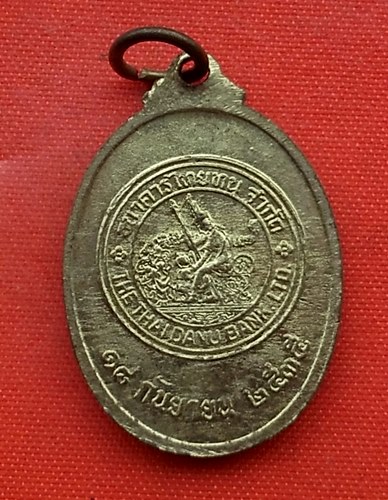 ธนาคารไทยทนุ จำกัด
THE THAI DANU BANK LTD.
๑๘ กันยายน ๒๕๓๕